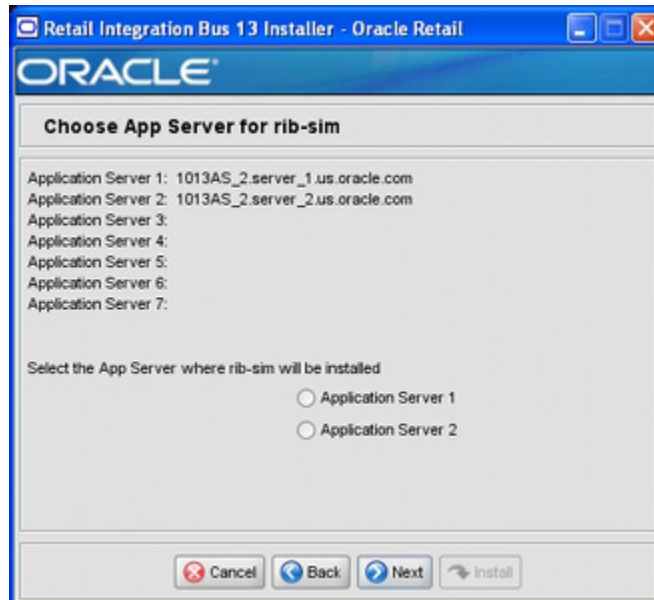 Retail Integration Bus 13 Installer - Oracle Retail
ORACLE
Choose App Server for rib-sim
Application Server 1: 1013AS_2.server_1.us.oracle.com
Application Server 2: 1013AS_2.server_2.us.oracle.com
Application Server 3:
Application Server 4:
Application Server 5:
Application Server 6:
Application Server 7:
Select the App Server where rib-sim will be installed
Application Server 1
Application Server 2
Cancel Back Next Install